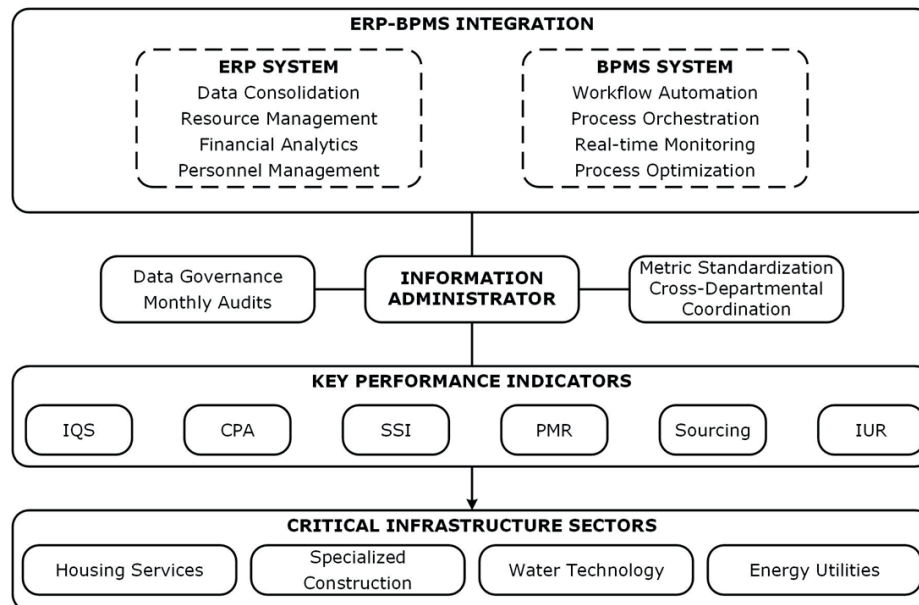 ERP-BPMS INTEGRATION
ERP SYSTEM
Data Consolidation
Resource Management
Financial Analytics
Personnel Management
BPMS SYSTEM
Workflow Automation
Process Orchestration
Real-time Monitoring
Process Optimization
Data Governance
Monthly Audits
INFORMATION
ADMINISTRATOR
Metric Standardization
Cross-Departmental
Coordination
KEY PERFORMANCE INDICATORS
IQS
CPA
SSI
PMR
Sourcing
IUR
CRITICAL INFRASTRUCTURE SECTORS
Housing Services
Specialized
Construction
Water Technology
Energy Utilities